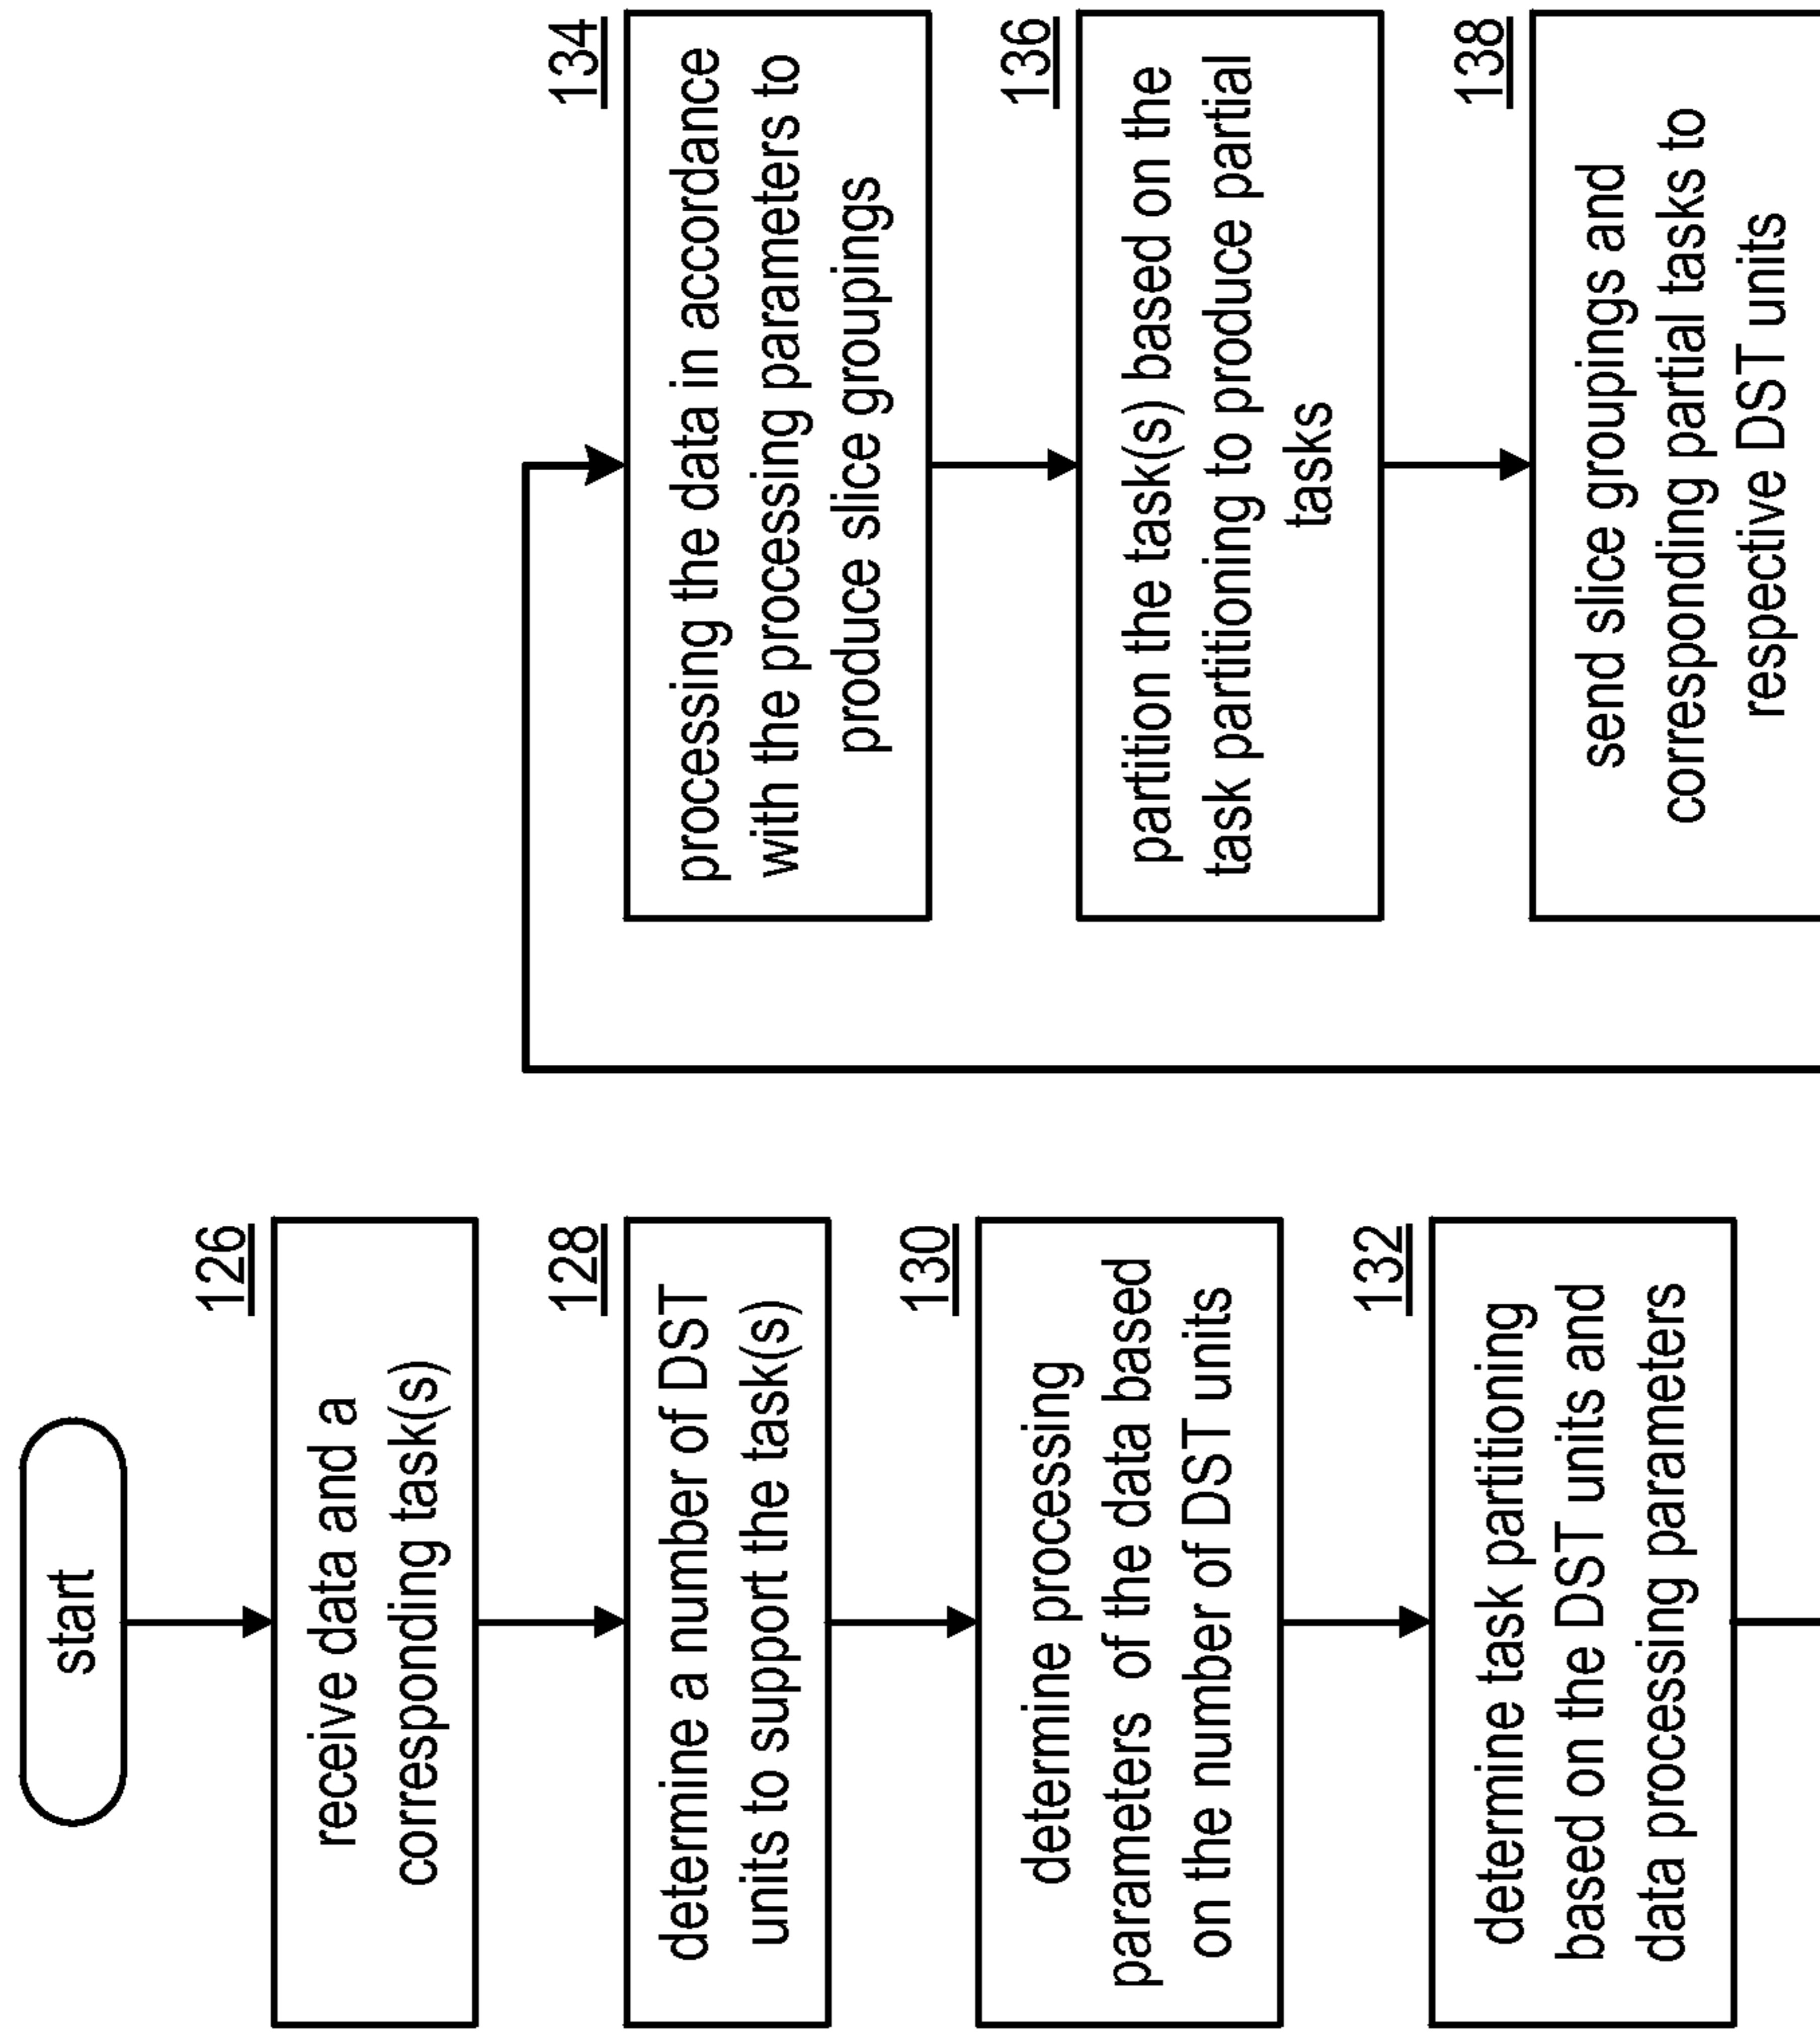 start
126
receive data and a
corresponding task(s)
128
determine a number of DST
units to support the task(s)
130
determine processing
parameters of the data based
on the number of DST units
132
determine task partitioning
based on the DST units and
data processing parameters
134
processing the data in accordance
with the processing parameters to
produce slice groupings
136
partition the task(s) based on the
task partitioning to produce partial
tasks
138
send slice groupings and
corresponding partial tasks to
respective DST units